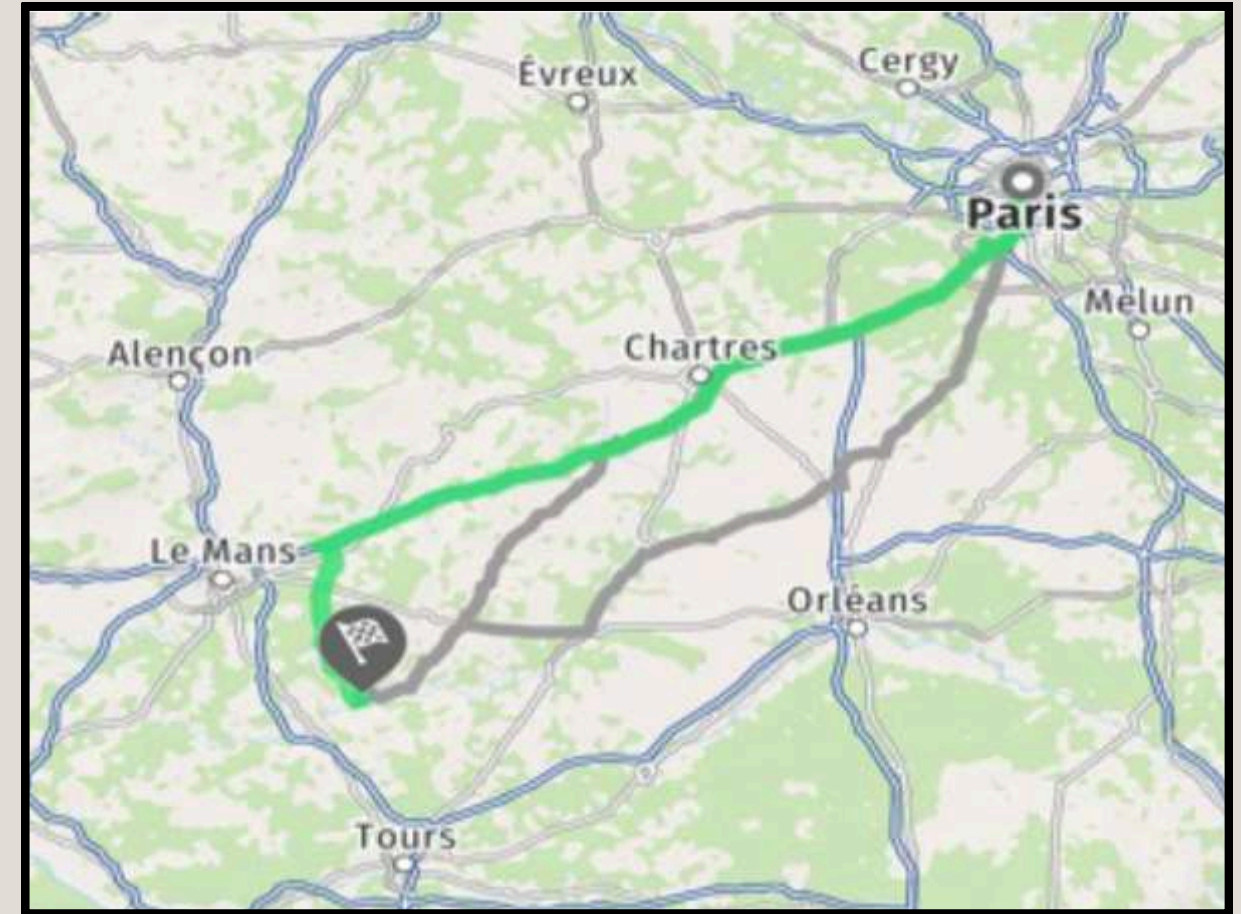 Cergy
Évreux
Paris
Melun
Chartres
Alençon
Le Mans
Orléans
Tours